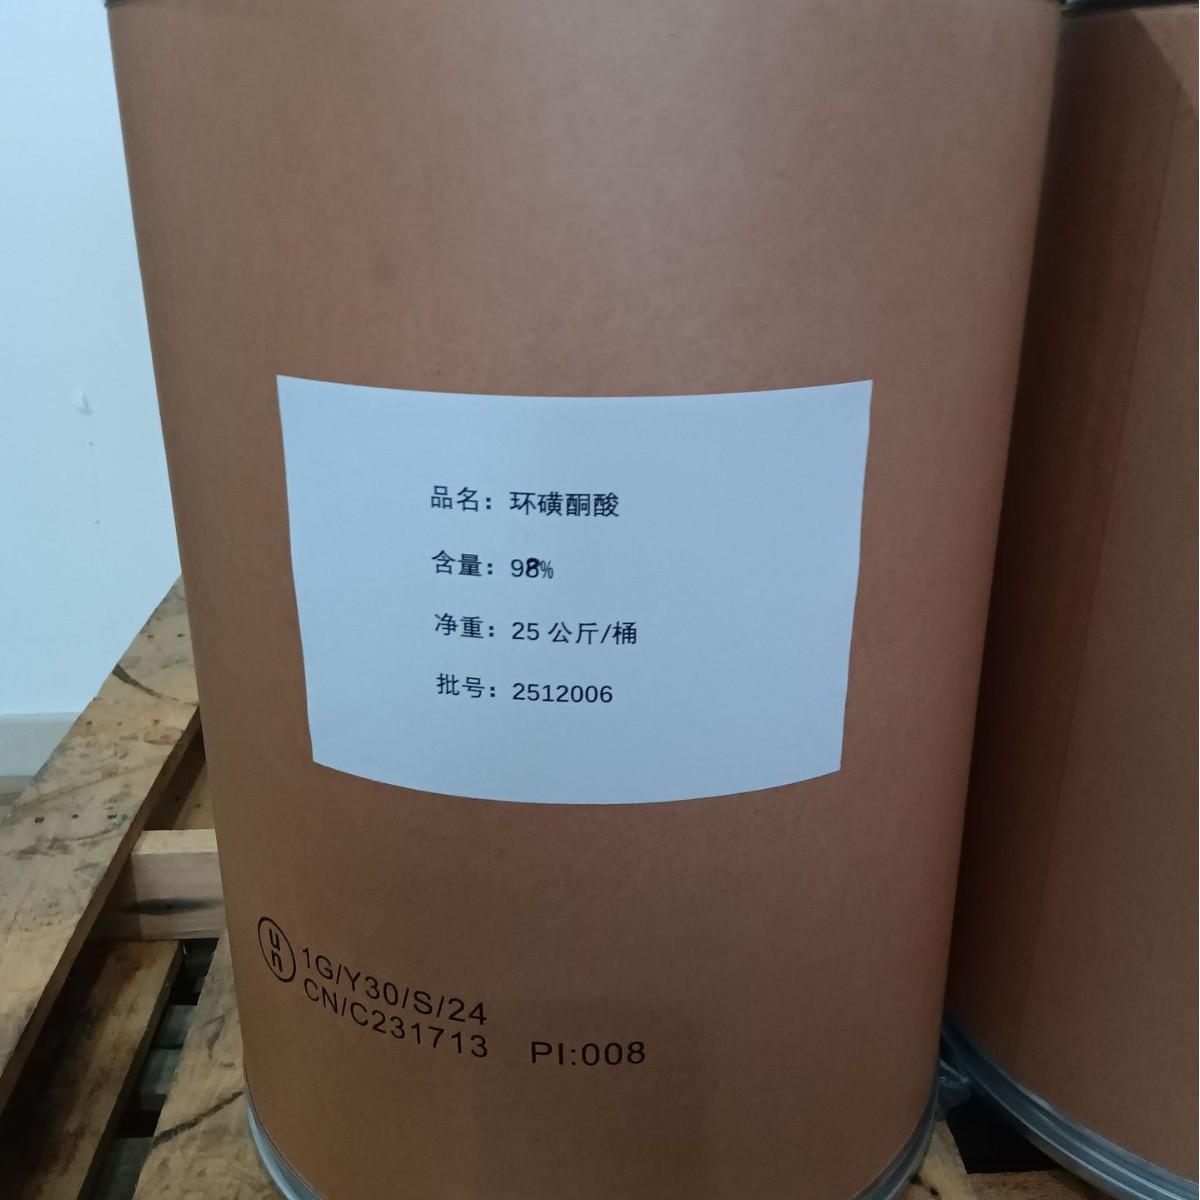 品名：环磺酮酸
含量：98%
净重：25 公斤/桶
批号：2512006
un
1G/Y30/S/24
CN/C231713 PI:008